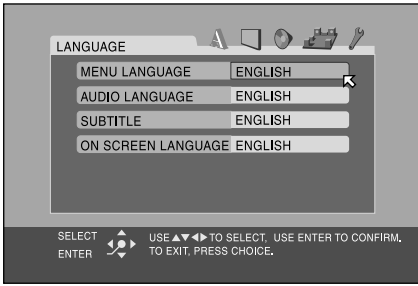 LANGUAGE
MENU LANGUAGE ENGLISH
AUDIO LANGUAGE ENGLISH
SUBTITLE ENGLISH
ON SCREEN LANGUAGE ENGLISH
SELECT USE ▲▼◀▶ TO SELECT, USE ENTER TO CONFIRM.
ENTER TO EXIT, PRESS CHOICE.